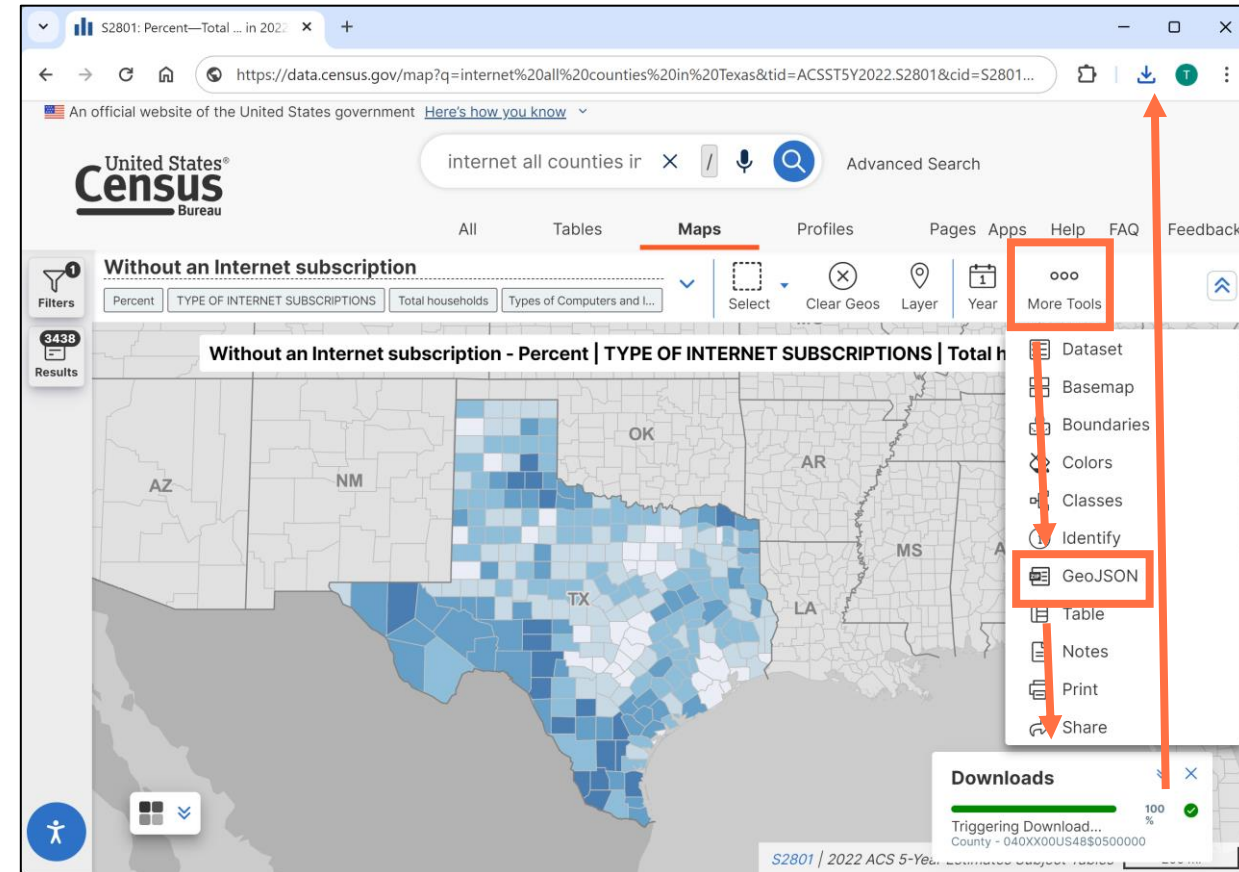 S2801: Percent—Total ... in 2022
https://data.census.gov/map?q=internet%20all%20counties%20in%20Texas&tid=ACSST5Y2022.S2801&cid=S2801...
T
An official website of the United States government Here's how you know
United States®
Census
Bureau
internet all counties in
/
Advanced Search
All Tables Maps Profiles Pages Apps Help FAQ Feedback
1
Filters
3438
Results
Without an Internet subscription
Percent TYPE OF INTERNET SUBSCRIPTIONS Total households Types of Computers and I...
Select Clear Geos Layer 1 Year More Tools
Without an Internet subscription - Percent | TYPE OF INTERNET SUBSCRIPTIONS | Total h
Dataset
Basemap
Boundaries
Colors
Classes
Identify
GeoJSON
Table
Notes
Print
Share
OK
AR
AZ
NM
MS
A
TX
LA
Downloads
100
%
Triggering Download...
County - 040XX00US48$0500000
S2801 | 2022 ACS 5-Year Estimates Subject Tables